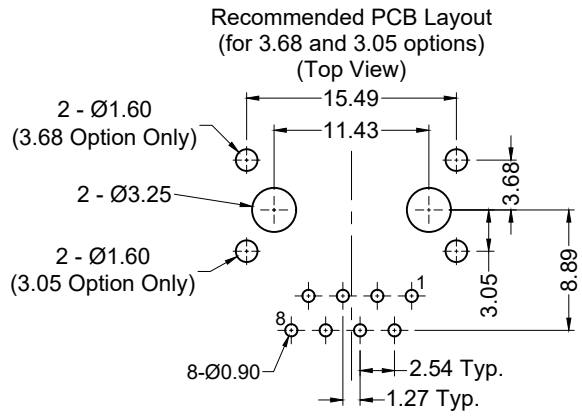 Recommended PCB Layout
(for 3.68 and 3.05 options)
(Top View)
15.49
2 - Ø1.60
(3.68 Option Only)
11.43
3.68
2 - Ø3.25
2 - Ø1.60
(3.05 Option Only)
3.05
8.89
1
8
8-Ø0.90
2.54 Typ.
1.27 Typ.